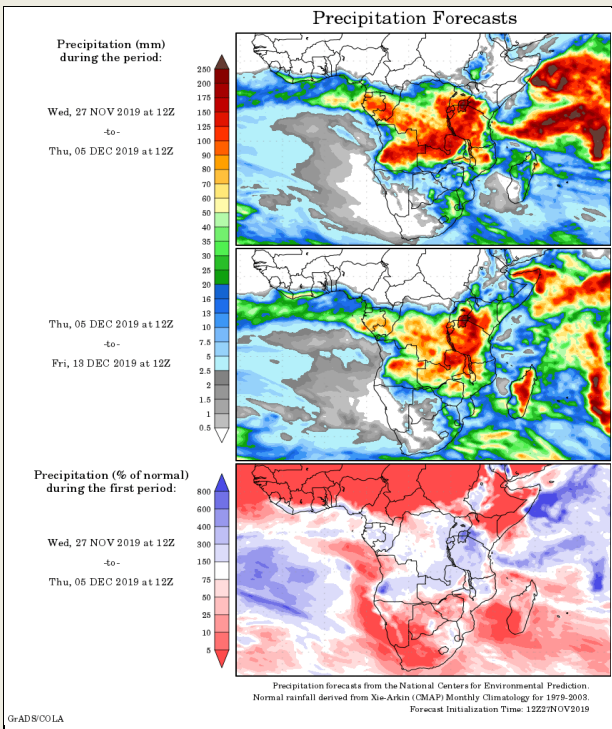 Precipitation Forecasts
Precipitation (mm)
during the period:
Wed, 27 NOV 2019 at 12Z
-to-
Thu, 05 DEC 2019 at 12Z
250
200
175
150
125
100
90
80
70
60
50
40
35
30
25
20
16
13
10
7.5
5
2.5
2
1.5
1
0.5
Thu, 05 DEC 2019 at 12Z
-to-
Fri, 13 DEC 2019 at 12Z
Precipitation (% of normal)
during the first period:
Wed, 27 NOV 2019 at 12Z
-to-
Thu, 05 DEC 2019 at 12Z
800
600
400
300
150
75
50
25
10
5
Precipitation forecasts from the National Centers for Environmental Prediction.
Normal rainfall derived from Xie-Arkin (CMAP) Monthly Climatology for 1979-2003.
Forecast Initialization Time: 12Z27NOV2019
GrADS/COLA